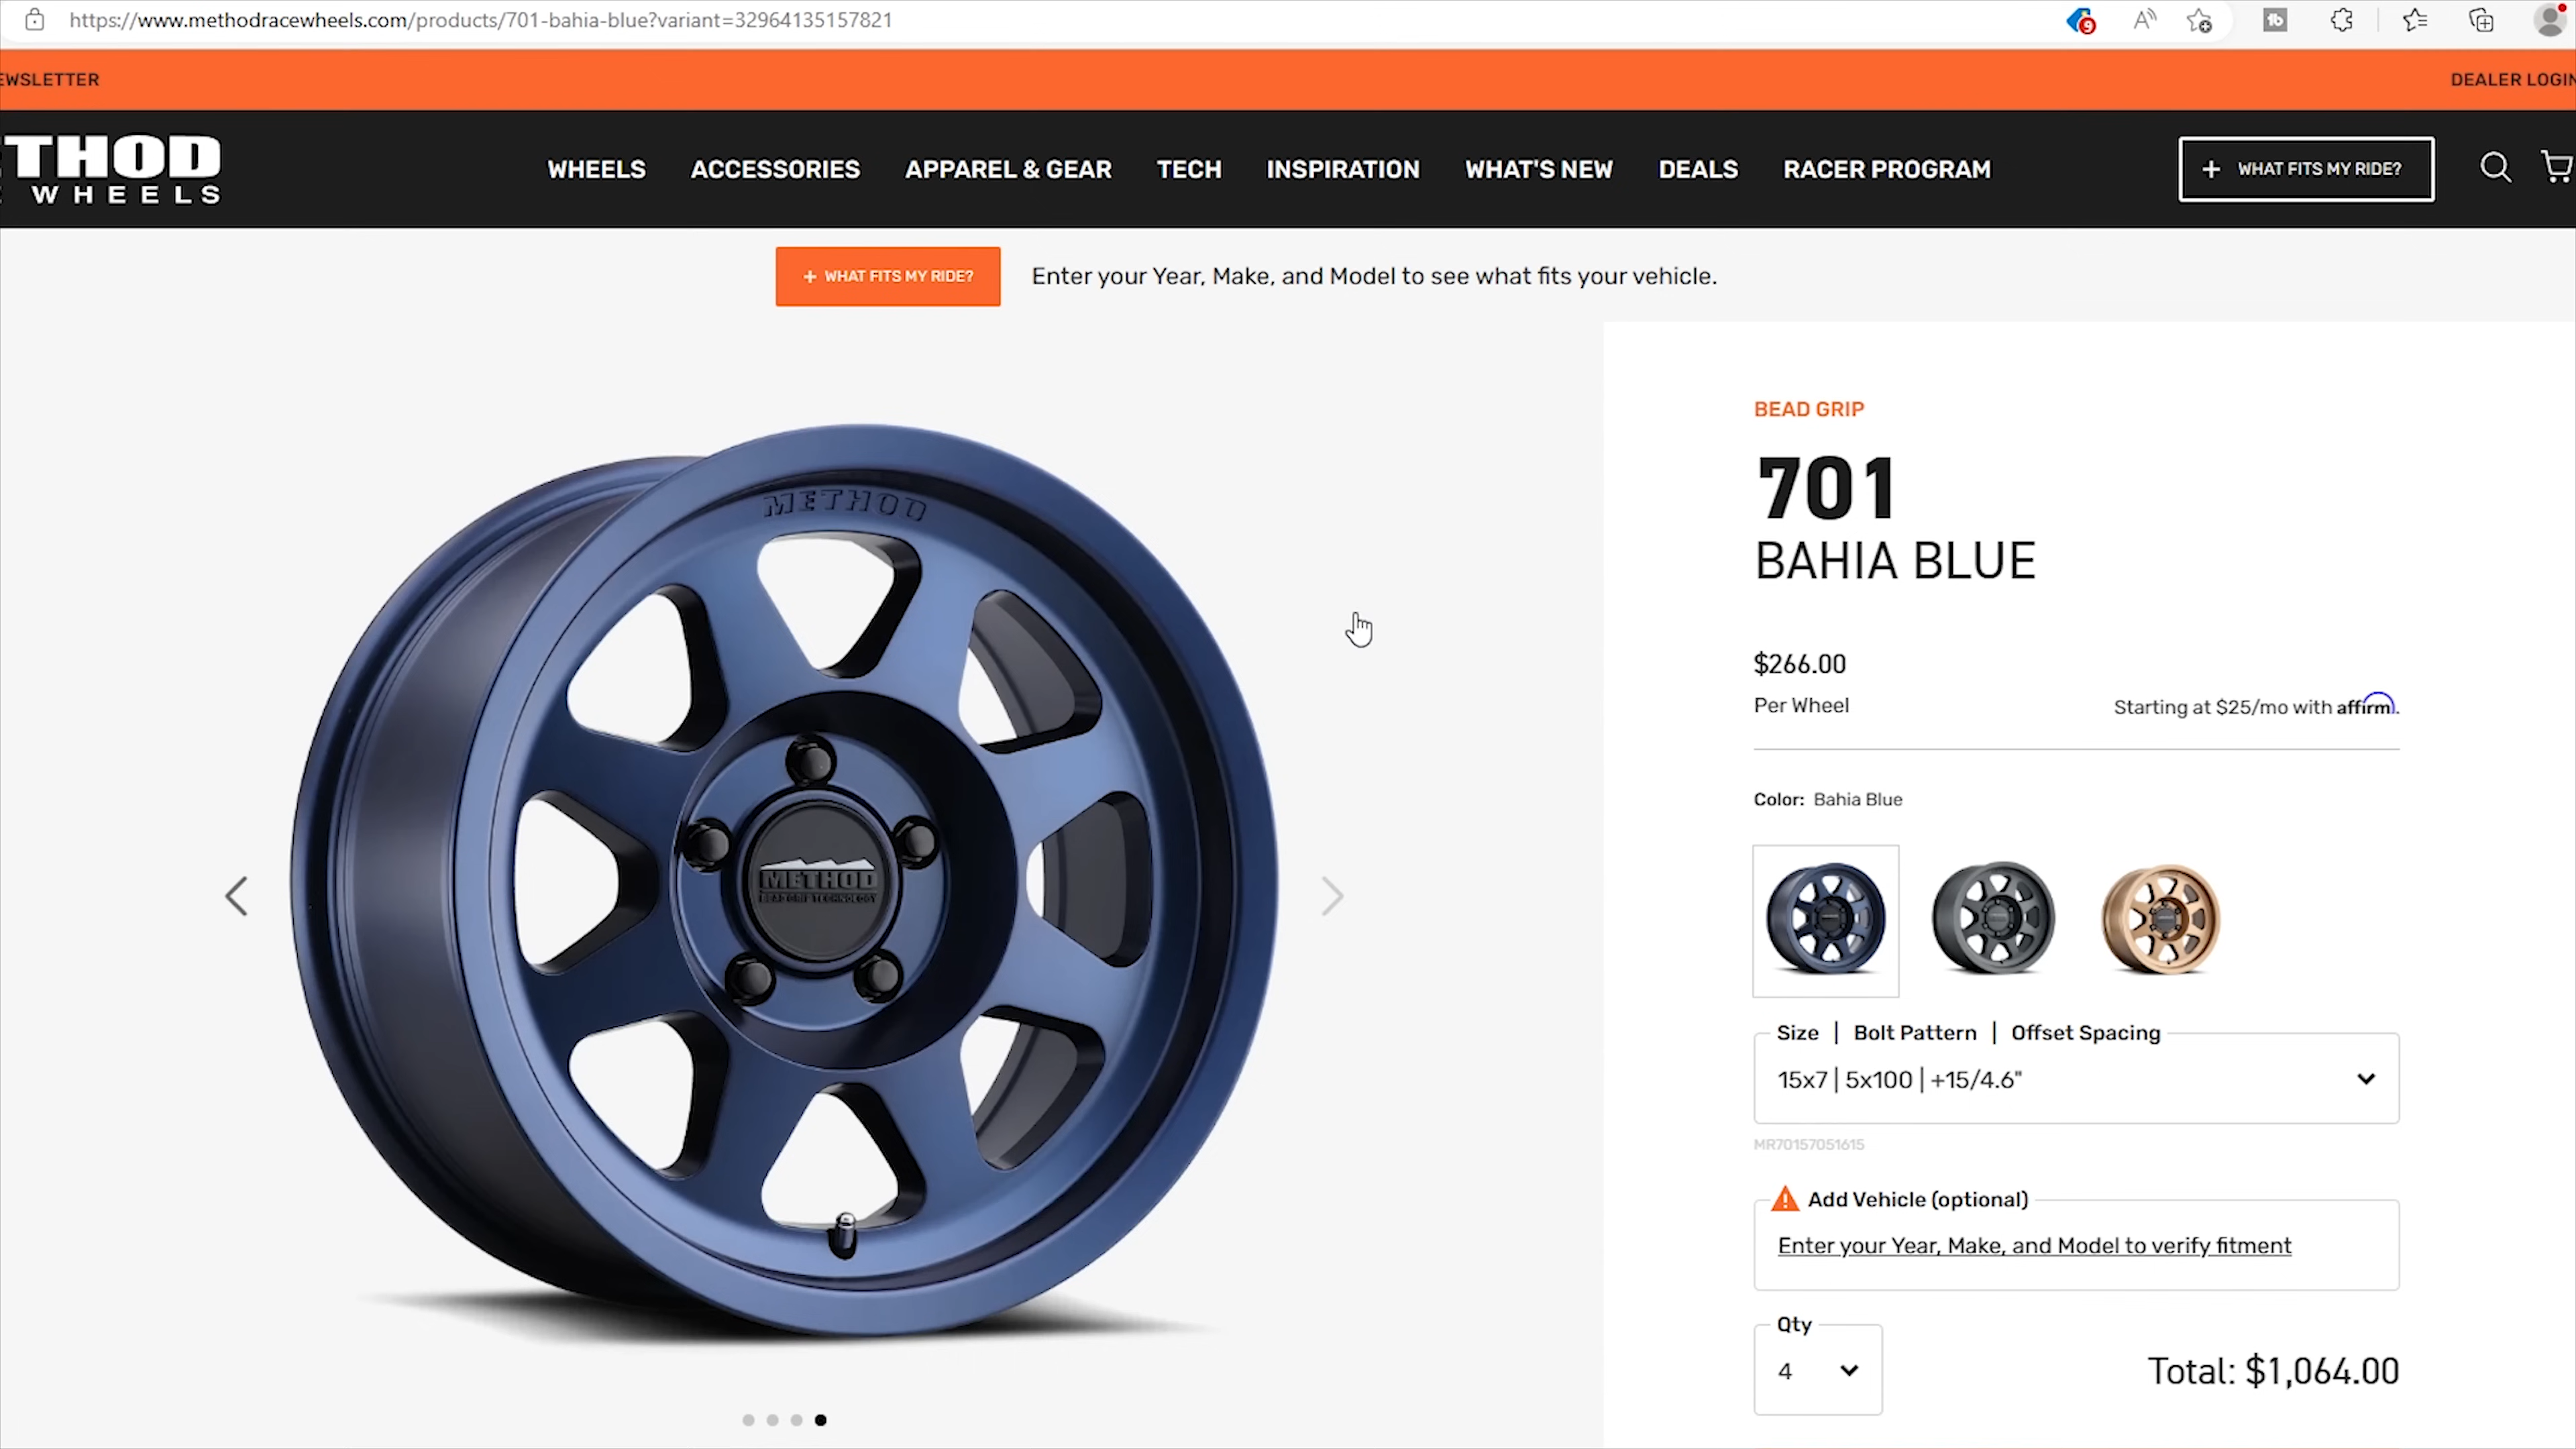 https://www.methodracewheels.com/products/701-bahia-blue?variant=32964135157821
9
EWSLETTER
DEALER LOGIN
THOD
WHEELS
WHEELS
ACCESSORIES
APPAREL & GEAR
TECH
INSPIRATION
WHAT'S NEW
DEALS
RACER PROGRAM
+ WHAT FITS MY RIDE?
+ WHAT FITS MY RIDE?
Enter your Year, Make, and Model to see what fits your vehicle.
METHOD
METHOD
BEAD GRIP TECHNOLOGY
BEAD GRIP
701
BAHIA BLUE
$266.00
Per Wheel
Starting at $25/mo with affirm.
Color: Bahia Blue
Size | Bolt Pattern | Offset Spacing
15x7 | 5x100 | +15/4.6"
MR70157051615
Add Vehicle (optional)
Enter your Year, Make, and Model to verify fitment
Qty
4
Total: $1,064.00